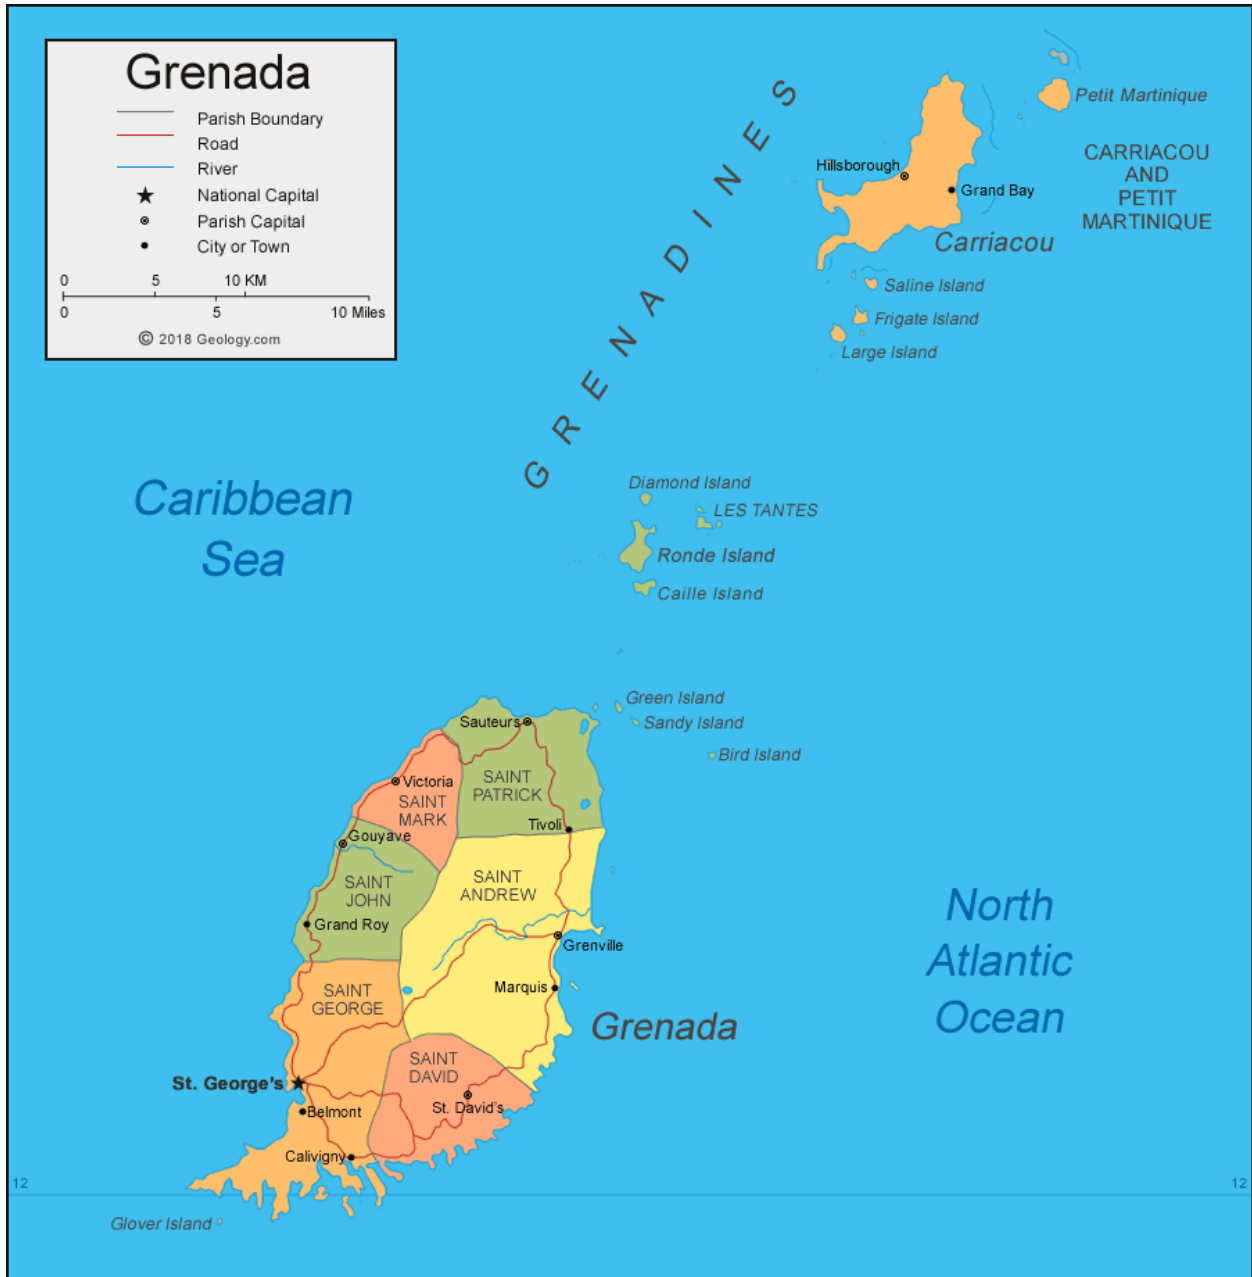 Grenada
Parish Boundary
Road
River
National Capital
Parish Capital
City or Town
0 5 10 KM
0 5 10 Miles
© 2018 Geology.com
GRENADINES
Petit Martinique
CARRIACOU
AND
PETIT
MARTINIQUE
Hillsborough
Grand Bay
Carriacou
Saline Island
Frigate Island
Large Island
Caribbean
Sea
Diamond Island
LES TANTES
Ronde Island
Caille Island
Green Island
Sandy Island
Bird Island
Sauteurs
Victoria
SAINT
MARK
SAINT
PATRICK
Tivoli
Gouyave
SAINT
JOHN
SAINT
ANDREW
Grand Roy
Grenville
North
Atlantic
Ocean
SAINT
GEORGE
Marquis
Grenada
SAINT
DAVID
St. George's
Belmont
St. David's
Calivigny
12 12
Glover Island